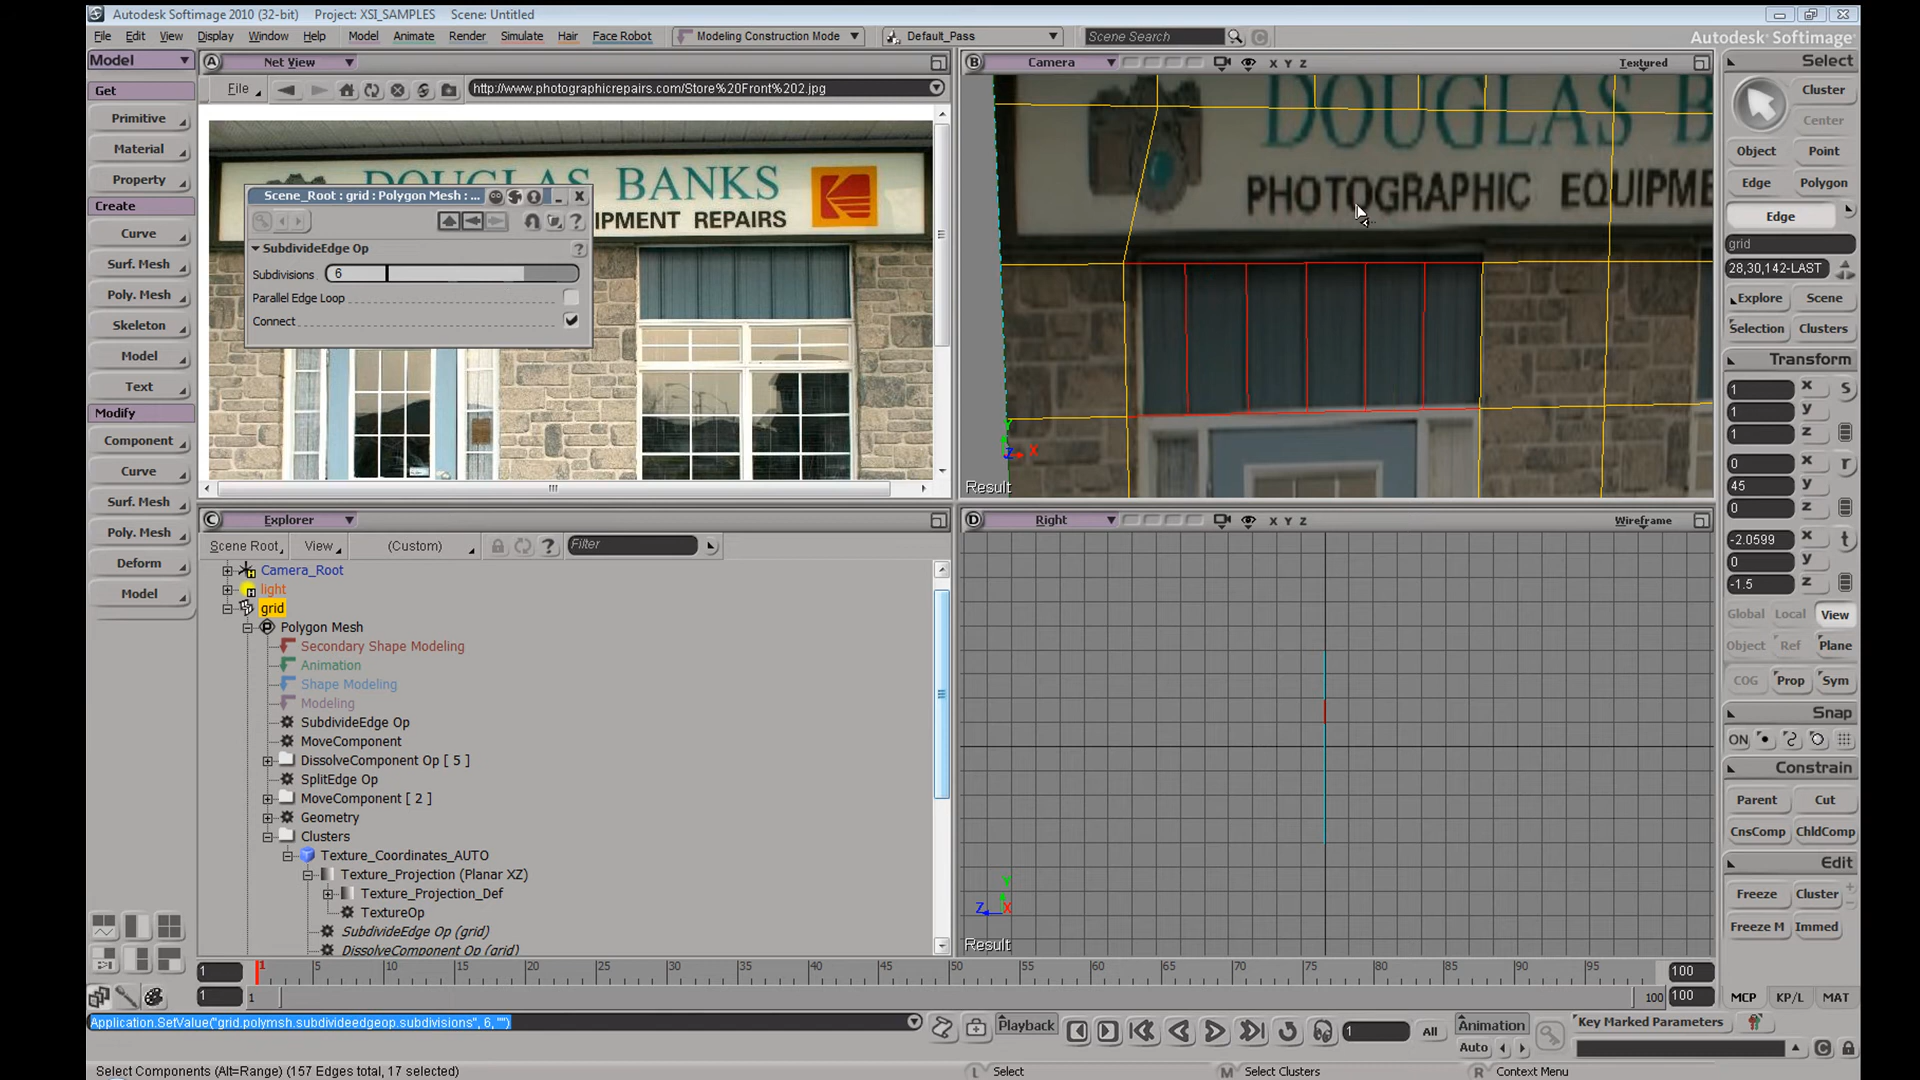 Autodesk Softimage 2010 (32-bit) Project: XSI_SAMPLES Scene: Untitled
File Edit View Display Window Help Model Animate Render Simulate Hair Face Robot Modeling Construction Mode Default_Pass Scene Search C Autodesk® Softimage®
Model
Get
Primitive
Material
Property
Create
Curve
Surf. Mesh
Poly. Mesh
Skeleton
Model
Text
Modify
Component
Curve
Surf. Mesh
Poly. Mesh
Deform
Model
A Net View
File http://www.photographicrepairs.com/Store%20Front%202.jpg
DOUGLAS BANKS
IPMENT REPAIRS
Scene_Root : grid : Polygon Mesh : ...
SubdivideEdge Op
Subdivisions 6
Parallel Edge Loop
Connect
B Camera X Y Z Textured
DOUGLAS B
PHOTOGRAPHIC EQUIPME
Y
Z X
Result
C Explorer
Scene Root View (Custom) ? Filter
Camera_Root
light
grid
Polygon Mesh
Secondary Shape Modeling
Animation
Shape Modeling
Modeling
SubdivideEdge Op
MoveComponent
DissolveComponent Op [ 5 ]
SplitEdge Op
MoveComponent [ 2 ]
Geometry
Clusters
Texture_Coordinates_AUTO
Texture_Projection (Planar XZ)
Texture_Projection_Def
TextureOp
SubdivideEdge Op (grid)
DissolveComponent Op (grid)
D Right X Y Z Wireframe
Y
Z X
Result
Select
Cluster
Center
Object Point
Edge Polygon
Edge
grid
28,30,142-LAST
Explore Scene
Selection Clusters
Transform
1 x s
1 y
1 z
0 x r
45 y
0 z
-2.0599 x t
0 y
-1.5 z
Global Local View
Object Ref Plane
COG Prop Sym
Snap
ON
Constrain
Parent Cut
CnsComp ChldComp
Edit
Freeze Cluster
Freeze M Immed
1 1 5 10 15 20 25 30 35 40 45 50 55 60 65 70 75 80 85 90 95 100
1 1 100 100 MCP KP/L MAT
Application.SetValue("grid.polymsh.subdivideedgeop.subdivisions", 6, "") Playback 1 All Animation Key Marked Parameters
Auto
Select Components (Alt=Range) (157 Edges total, 17 selected) L Select M Select Clusters R Context Menu